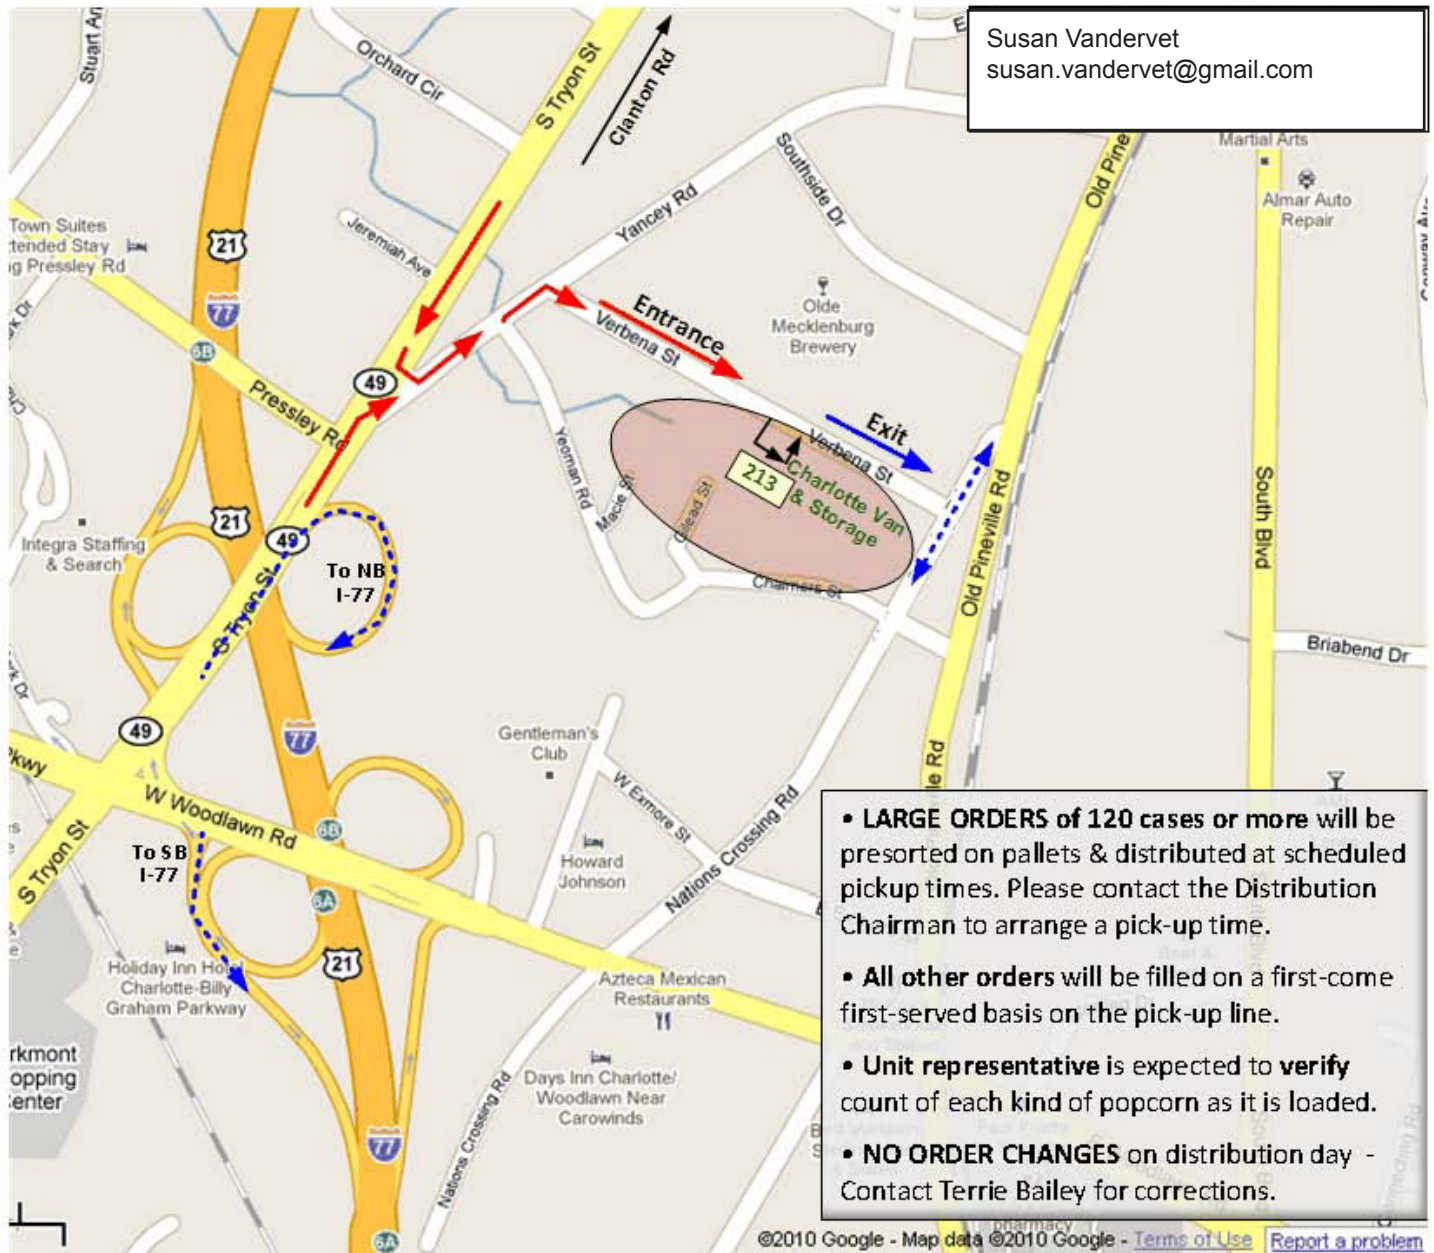 Susan Vandervet
susan.vandervet@gmail.com
Orchard Cir
S Tryon St
Clanton Rd
Martial Arts
Almar Auto
Repair
Old Pine
Southside Dr
Yancey Rd
Jeremiah Ave
Town Suites
tended Stay
g Pressley Rd
21
77
6B
49
Pressley Rd
Entrance
Verbena St
Olde
Mecklenburg
Brewery
Exit
Verbena St
213
Charlotte Van
& Storage
Yeoman Rd
Macie St
Gilead St
Chalmers St
Old Pineville Rd
South Blvd
Briabend Dr
Integra Staffing
& Search
21
49
To NB
I-77
S Tryon St
49
77
Pkwy
W Woodlawn Rd
6B
6A
S Tryon St
To SB
I-77
Gentleman's
Club
W Exmore St
Howard
Johnson
Nations Crossing Rd
Holiday Inn Hotel
Charlotte-Billy
Graham Parkway
21
Azteca Mexican
Restaurants
Days Inn Charlotte/
Woodlawn Near
Carowinds
Nations Crossing Rd
rkmont
opping
Center
77
6A
• LARGE ORDERS of 120 cases or more will be
presorted on pallets & distributed at scheduled
pickup times. Please contact the Distribution
Chairman to arrange a pick-up time.
• All other orders will be filled on a first-come
first-served basis on the pick-up line.
• Unit representative is expected to verify
count of each kind of popcorn as it is loaded.
• NO ORDER CHANGES on distribution day -
Contact Terrie Bailey for corrections.
pharmacy
©2010 Google - Map data ©2010 Google - Terms of Use Report a problem